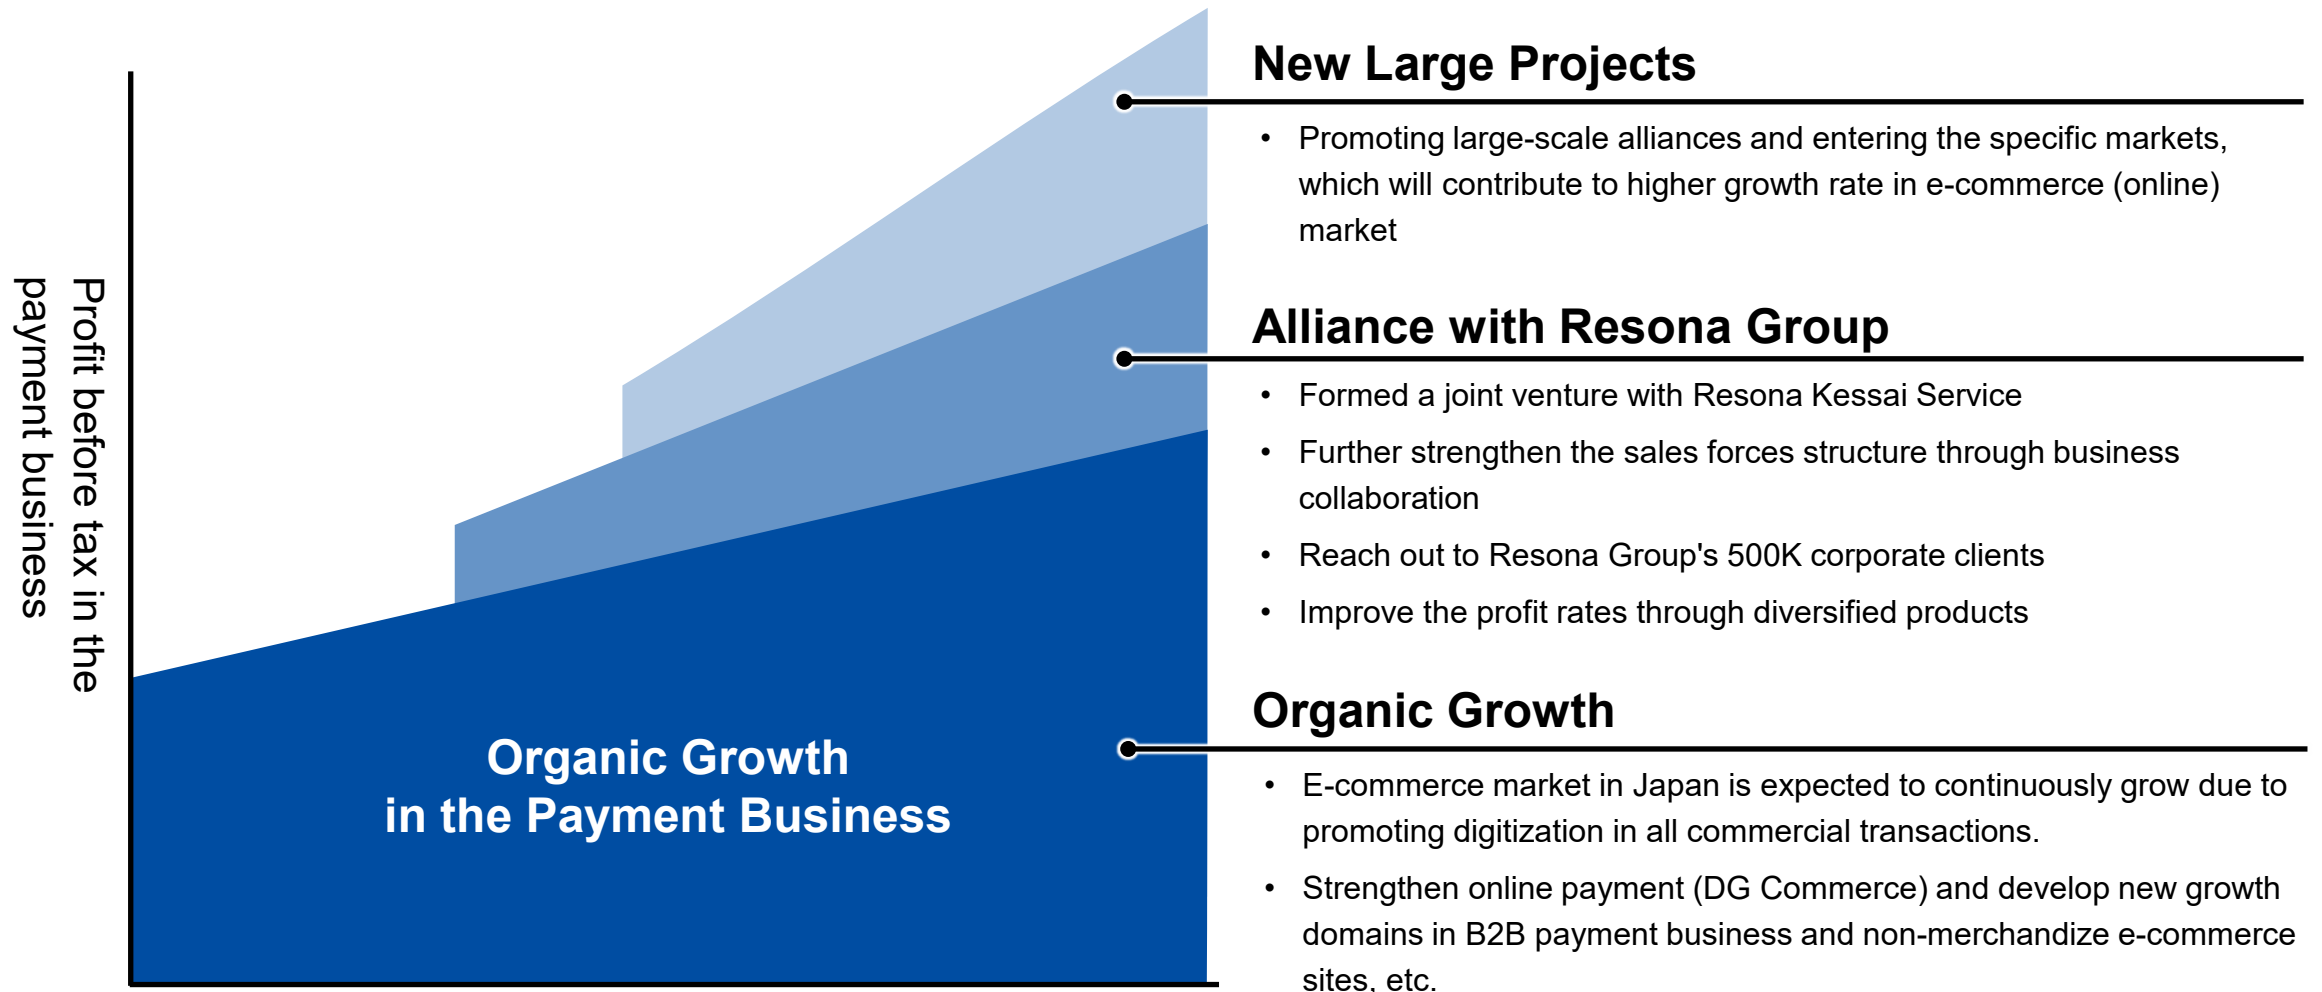 Profit before tax in the
payment business
Organic Growth
in the Payment Business
New Large Projects
• Promoting large-scale alliances and entering the specific markets,
which will contribute to higher growth rate in e-commerce (online)
market
Alliance with Resona Group
• Formed a joint venture with Resona Kessai Service
• Further strengthen the sales forces structure through business
collaboration
• Reach out to Resona Group's 500K corporate clients
• Improve the profit rates through diversified products
Organic Growth
• E-commerce market in Japan is expected to continuously grow due to
promoting digitization in all commercial transactions.
• Strengthen online payment (DG Commerce) and develop new growth
domains in B2B payment business and non-merchandize e-commerce
sites, etc.